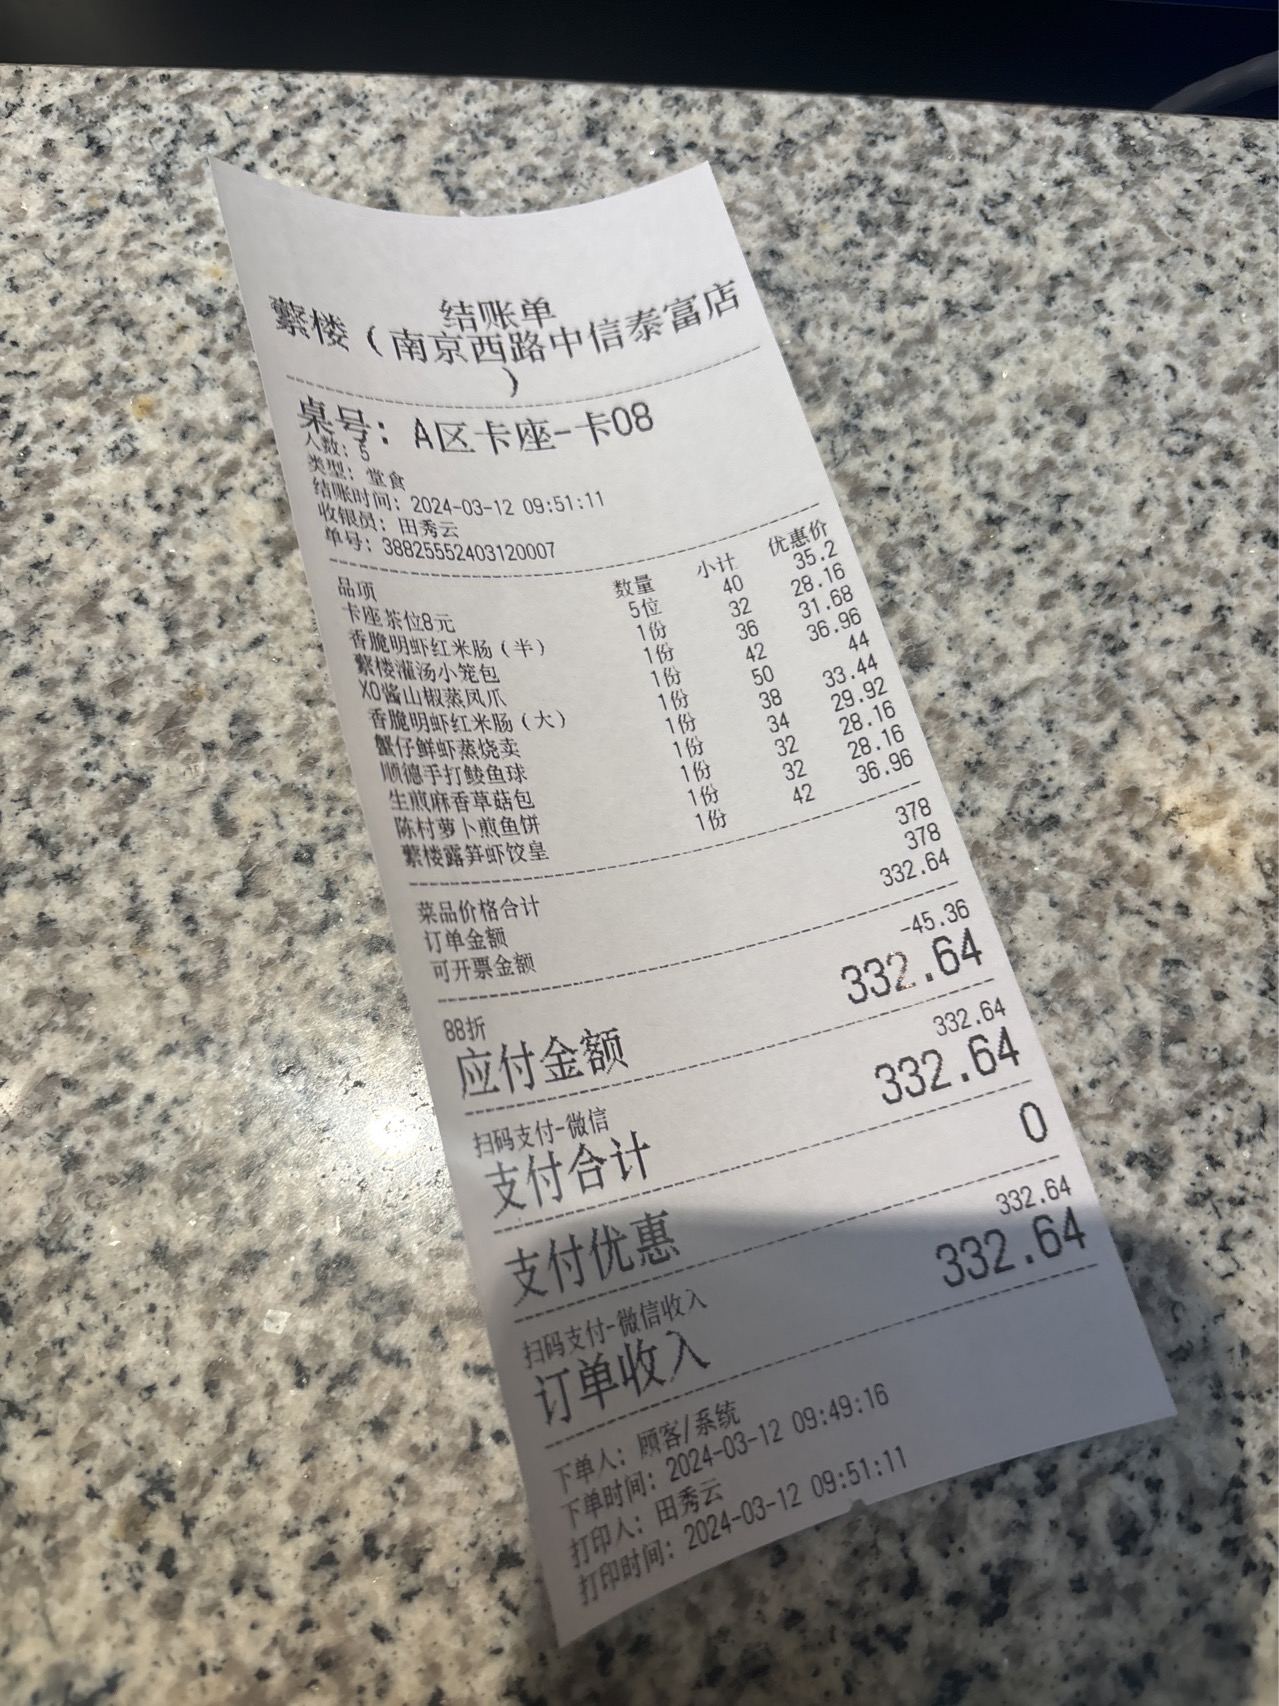 结账单
蘩楼（南京西路中信泰富店
）
桌号：A区卡座-卡08
人数：5
类型：堂食
结账时间：2024-03-12 09:51:11
收银员：田秀云
单号：38825552403120007
品项 数量 小计 优惠价
卡座茶位8元 5位 40 35.2
香脆明虾红米肠（半） 1份 32 28.16
蘩楼灌汤小笼包 1份 36 31.68
XO酱山椒蒸凤爪 1份 42 36.96
香脆明虾红米肠（大） 1份 50 44
蟹仔鲜虾蒸烧卖 1份 38 33.44
顺德手打鲮鱼球 1份 34 29.92
生煎麻香草菇包 1份 32 28.16
陈村萝卜煎鱼饼 1份 32 28.16
蘩楼露笋虾饺皇 1份 42 36.96
菜品价格合计 378
订单金额 378
可开票金额 332.64
88折 -45.36
应付金额 332.64
扫码支付-微信 332.64
支付合计 332.64
支付优惠 0
扫码支付-微信收入 332.64
订单收入 332.64
下单人：顾客/系统
下单时间：2024-03-12 09:49:16
打印人：田秀云
打印时间：2024-03-12 09:51:11